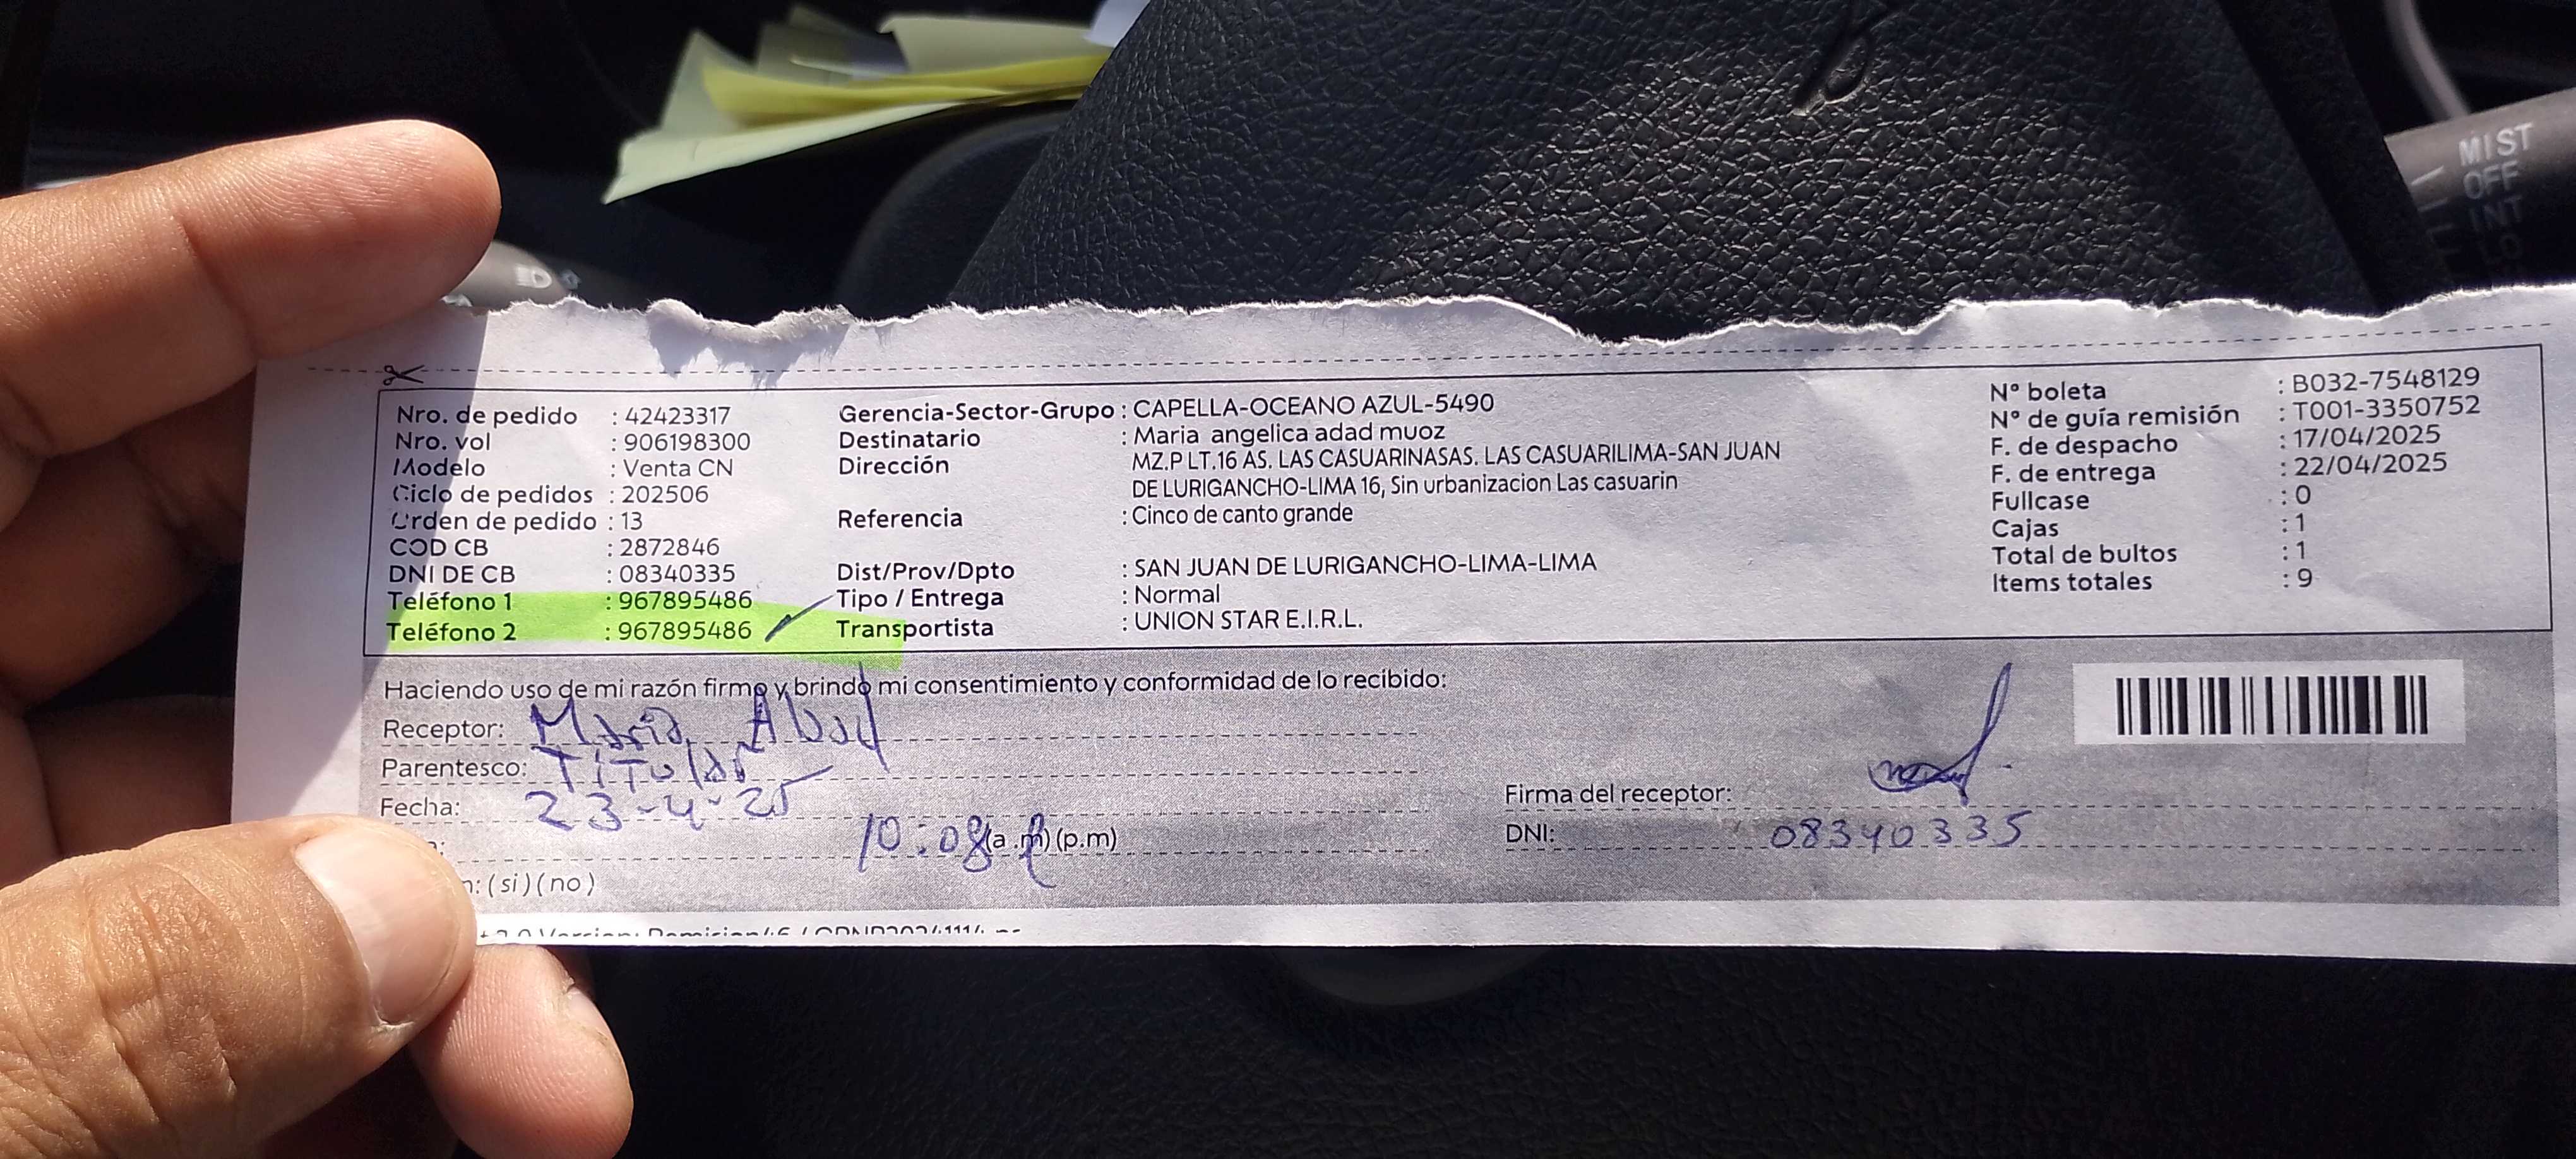 MIST
OFF
INT
LO
Nro. de pedido : 42423317
Nro. vol : 906198300
Modelo : Venta CN
Ciclo de pedidos : 202506
Orden de pedido : 13
COD CB : 2872846
DNI DE CB : 08340335
Teléfono 1 : 967895486
Teléfono 2 : 967895486
Gerencia-Sector-Grupo : CAPELLA-OCEANO AZUL-5490
Destinatario : Maria angelica adad muoz
Dirección MZ.P LT.16 AS. LAS CASUARINASAS. LAS CASUARILIMA-SAN JUAN
DE LURIGANCHO-LIMA 16, Sin urbanizacion Las casuarin
Referencia : Cinco de canto grande
Dist/Prov/Dpto : SAN JUAN DE LURIGANCHO-LIMA-LIMA
Tipo / Entrega : Normal
Transportista : UNION STAR E.I.R.L.
N° boleta : B032-7548129
N° de guía remisión : T001-3350752
F. de despacho : 17/04/2025
F. de entrega : 22/04/2025
Fullcase : 0
Cajas : 1
Total de bultos : 1
Items totales : 9
Haciendo uso de mi razón firmo y brindo mi consentimiento y conformidad de lo recibido:
Receptor: Maria Abad
Parentesco: Titular
Fecha: 23-4-25
10:08 (a.m) (p.m)
(si) (no)
Firma del receptor:
DNI: 08340335